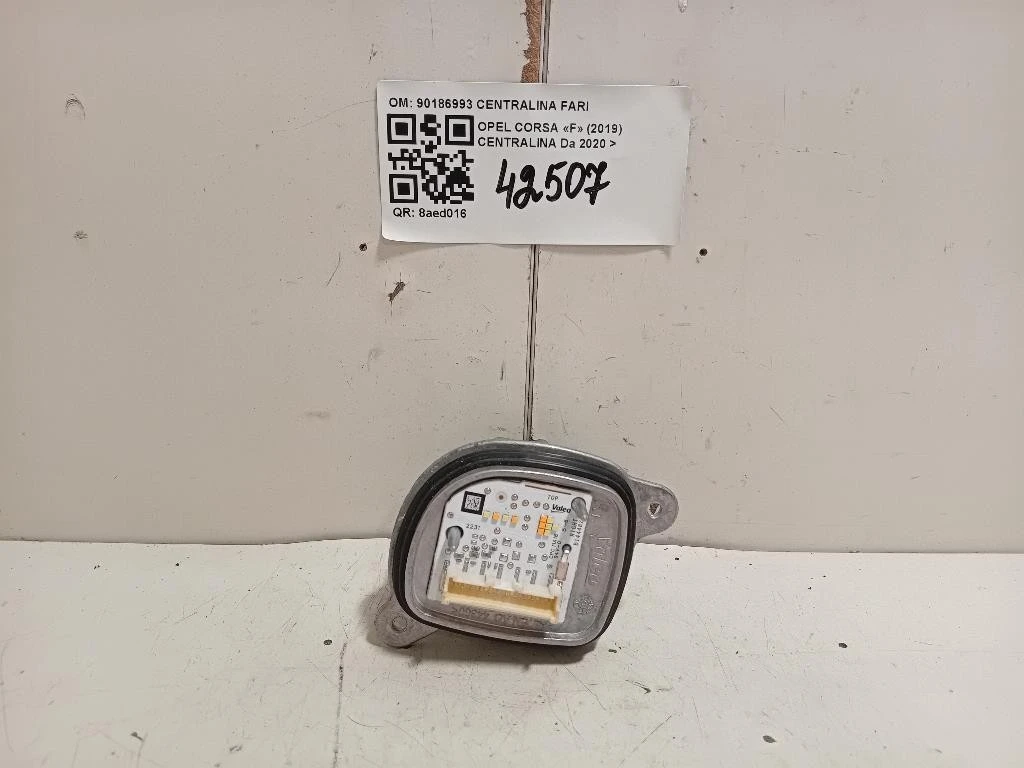 OM: 90186993 CENTRALINA FARI
OPEL CORSA «F» (2019)
CENTRALINA Da 2020 >
42507
QR: 8aed016
TOP
Valeo